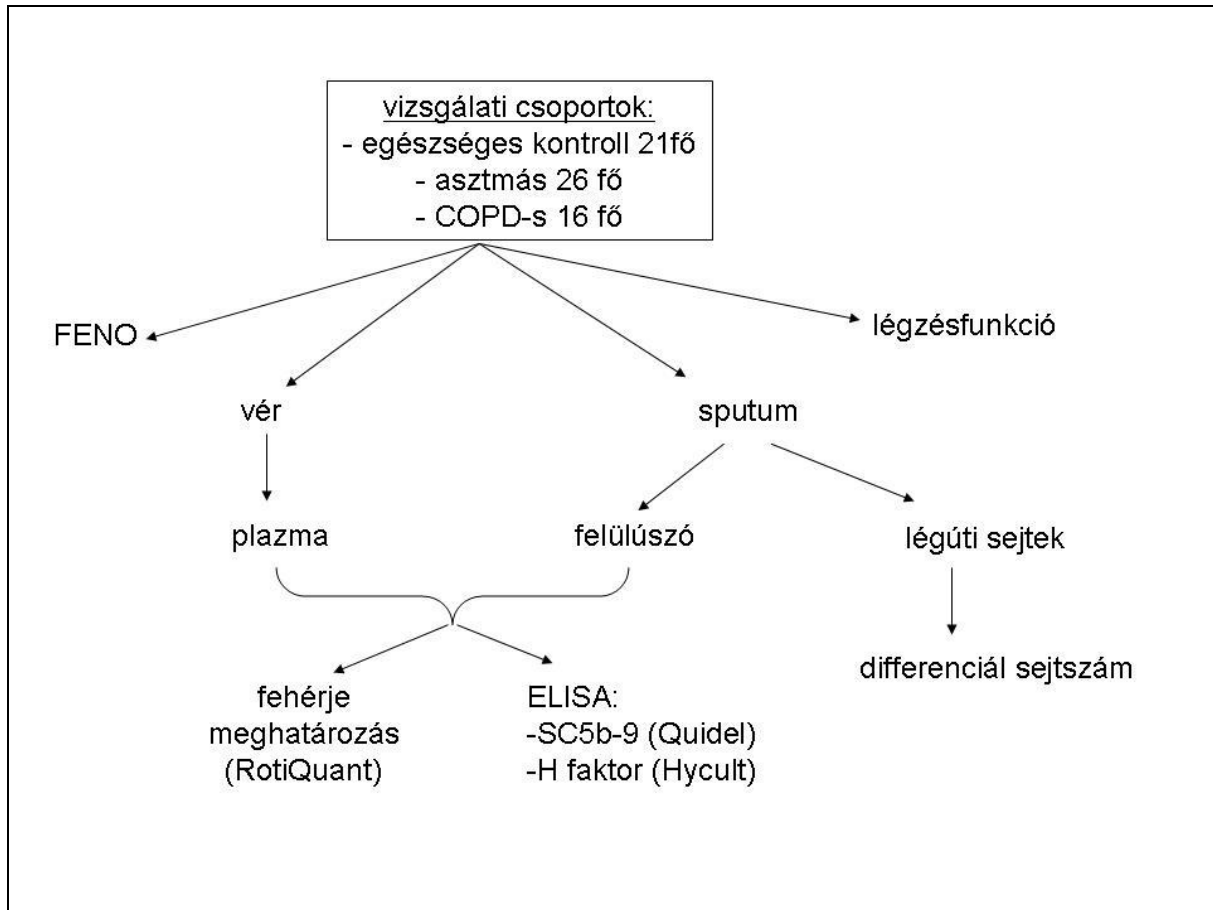 vizsgálati csoportok:
- egészséges kontroll 21fő
- asztmás 26 fő
- COPD-s 16 fő
FENO
légzésfunkció
vér
sputum
plazma
felülúszó
légúti sejtek
differenciál sejtszám
fehérje
meghatározás
(RotiQuant)
ELISA:
-SC5b-9 (Quidel)
-H faktor (Hycult)